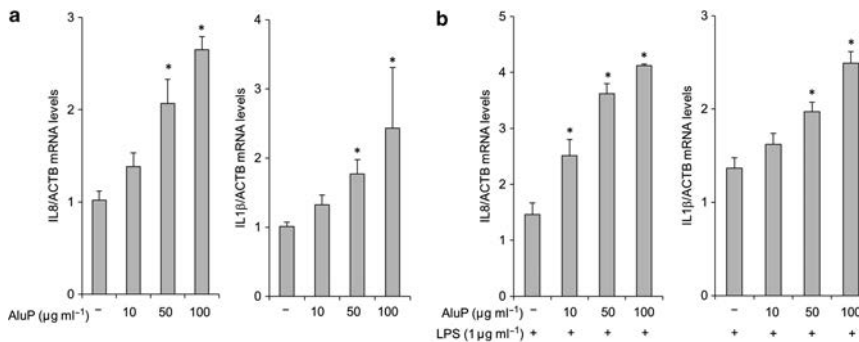 a
IL8/ACTB mRNA levels
3
2
1
0
*
*
AluP (µg ml⁻¹) – 10 50 100
IL1β/ACTB mRNA levels
4
3
2
1
0
*
*
– 10 50 100
b
IL8/ACTB mRNA levels
5
4
3
2
1
0
*
*
*
AluP (µg ml⁻¹) – 10 50 100
LPS (1 µg ml⁻¹) + + + +
IL1β/ACTB mRNA levels
3
2
1
0
*
*
– 10 50 100
+ + + +